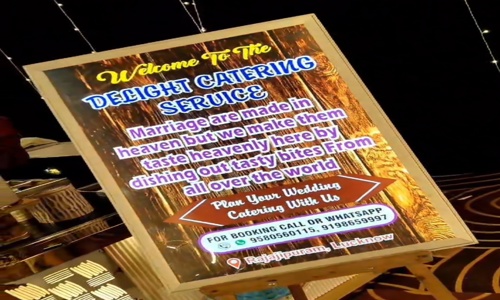 Welcome To The
DELIGHT CATERING
SERVICE
Marriage are made in
heaven but we make them
taste heavenly here by
dishing out tasty bites From
all over the world
Plan Your Wedding
Catering With Us
FOR BOOKING CALL OR WHATSAPP
9580560115, 9198659997
Rajajipuram, Lucknow